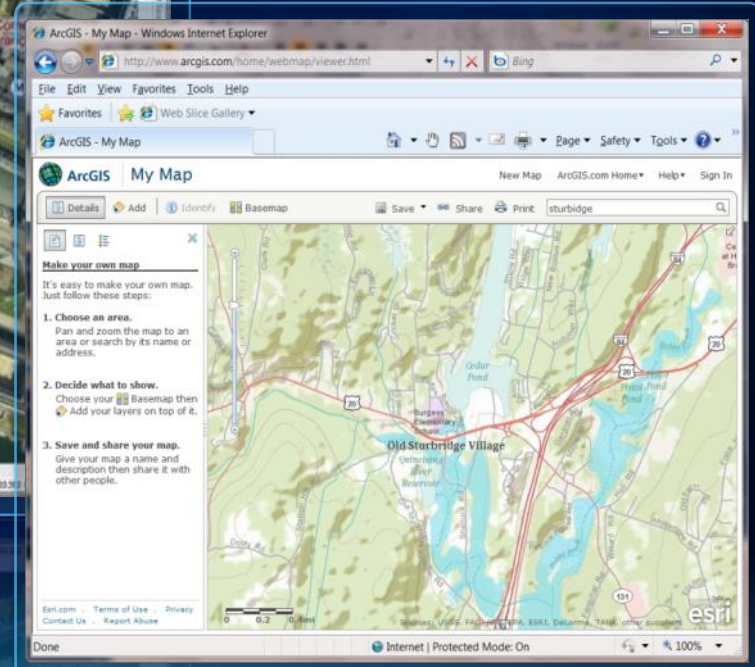 ArcGIS - My Map - Windows Internet Explorer
http://www.arcgis.com/home/webmap/viewer.html
Bing
File Edit View Favorites Tools Help
Favorites Web Slice Gallery
ArcGIS - My Map
Page Safety Tools
ArcGIS My Map
New Map ArcGIS.com Home Help Sign In
Details Add Identify Basemap Save Share Print sturbidge
Make your own map
It's easy to make your own map.
Just follow these steps:
1. Choose an area.
Pan and zoom the map to an
area or search by its name or
address.
2. Decide what to show.
Choose your Basemap then
Add your layers on top of it.
3. Save and share your map.
Give your map a name and
description then share it with
other people.
Esri.com . Terms of Use . Privacy
Contact Us . Report Abuse
84
20
84
20
Cedar
Pond
Pond
20
Burgess
Elementary
School
Old Sturbridge Village
Quinebaug
River
Reservoir
131
0 0.2 0.4mi
esri
Done
Internet | Protected Mode: On
100%